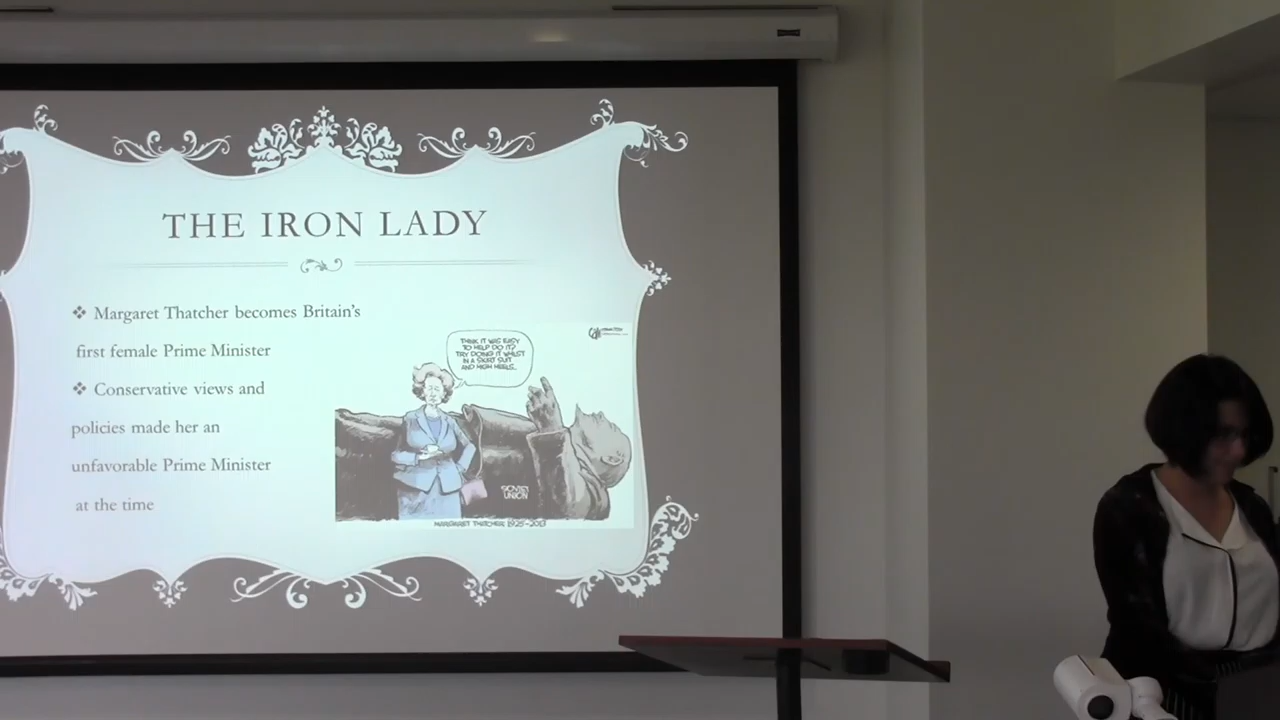 THE IRON LADY
❖ Margaret Thatcher becomes Britain's
first female Prime Minister
❖ Conservative views and
policies made her an
unfavorable Prime Minister
at the time
THINK IT WAS EASY
TO HELP DO IT?
TRY DOING IT WHILST
IN A SKIRT SUIT
AND HIGH HEELS..
SOVIET
UNION
MARGARET THATCHER 1925-2013